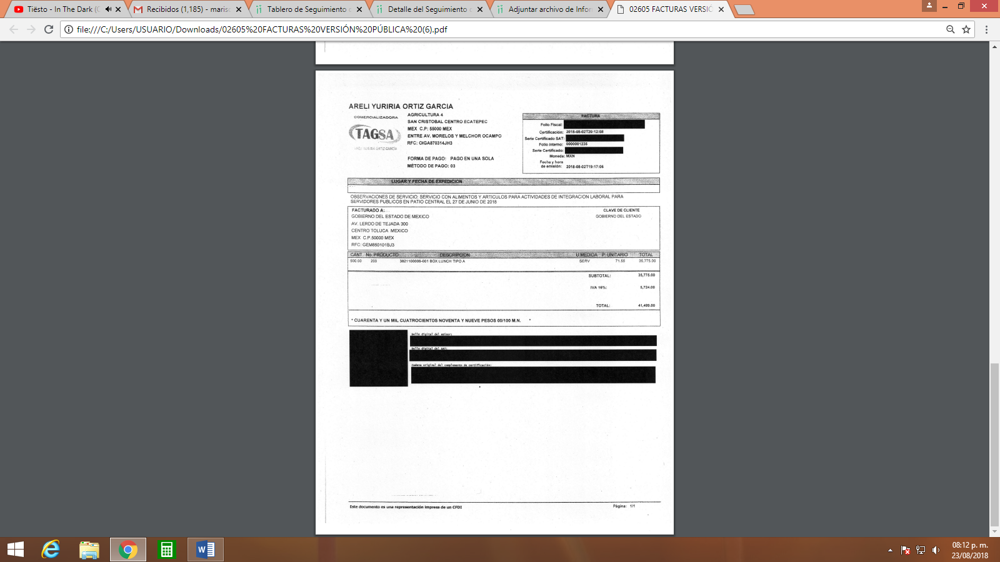 Tiësto - In The Dark (
Recibidos (1,185) - maris
Tablero de Seguimiento
Detalle del Seguimiento
Adjuntar archivo de Infor
02605 FACTURAS VERSIÓ
file:///C:/Users/USUARIO/Downloads/02605%20FACTURAS%20VERSIÓN%20PÚBLICA%20(6).pdf
ARELI YURIRIA ORTIZ GARCIA
COMERCIALIZADORA
TAGSA
ARELI YURIRIA ORTIZ GARCIA
AGRICULTURA 4
SAN CRISTOBAL CENTRO ECATEPEC
MEX C.P: 55000 MEX
ENTRE AV. MORELOS Y MELCHOR OCAMPO
RFC: OIGA870314JH3
FORMA DE PAGO: PAGO EN UNA SOLA
MÉTODO DE PAGO: 03
FACTURA
Folio Fiscal:
Certificación: 2018-08-02T20:12:08
Serie Certificado SAT:
Folio interno: 0000001235
Serie Certificado:
Moneda: MXN
Fecha y hora
de emisión: 2018-08-02T19:17:06
LUGAR Y FECHA DE EXPEDICION
OBSERVACIONES DE SERVICIO: SERVICIO CON ALIMENTOS Y ARTICULOS PARA ACTIVIDADES DE INTEGRACION LABORAL PARA
SERVIDORES PUBLICOS EN PATIO CENTRAL EL 27 DE JUNIO DE 2018
FACTURADO A:
CLAVE DE CLIENTE
GOBIERNO DEL ESTADO DE MEXICO
GOBIERNO DEL ESTADO
AV. LERDO DE TEJADA 300
CENTRO TOLUCA MEXICO
MEX C.P.50000 MEX
RFC: GEM850101BJ3
CANT. No. PRODUCTO DESCRIPCION U.MEDIDA P. UNITARIO TOTAL
500.00 203 3821100006-001 BOX LUNCH TIPO A SERV 71.55 35,775.00
SUBTOTAL: 35,775.00
IVA 16%: 5,724.00
TOTAL: 41,499.00
* CUARENTA Y UN MIL CUATROCIENTOS NOVENTA Y NUEVE PESOS 00/100 M.N. *
Sello digital del emisor:
Sello digital del SAT:
Cadena original del complemento de certificación:
Este documento es una representación impresa de un CFDI
Página: 1/1
08:12 p. m.
23/08/2018